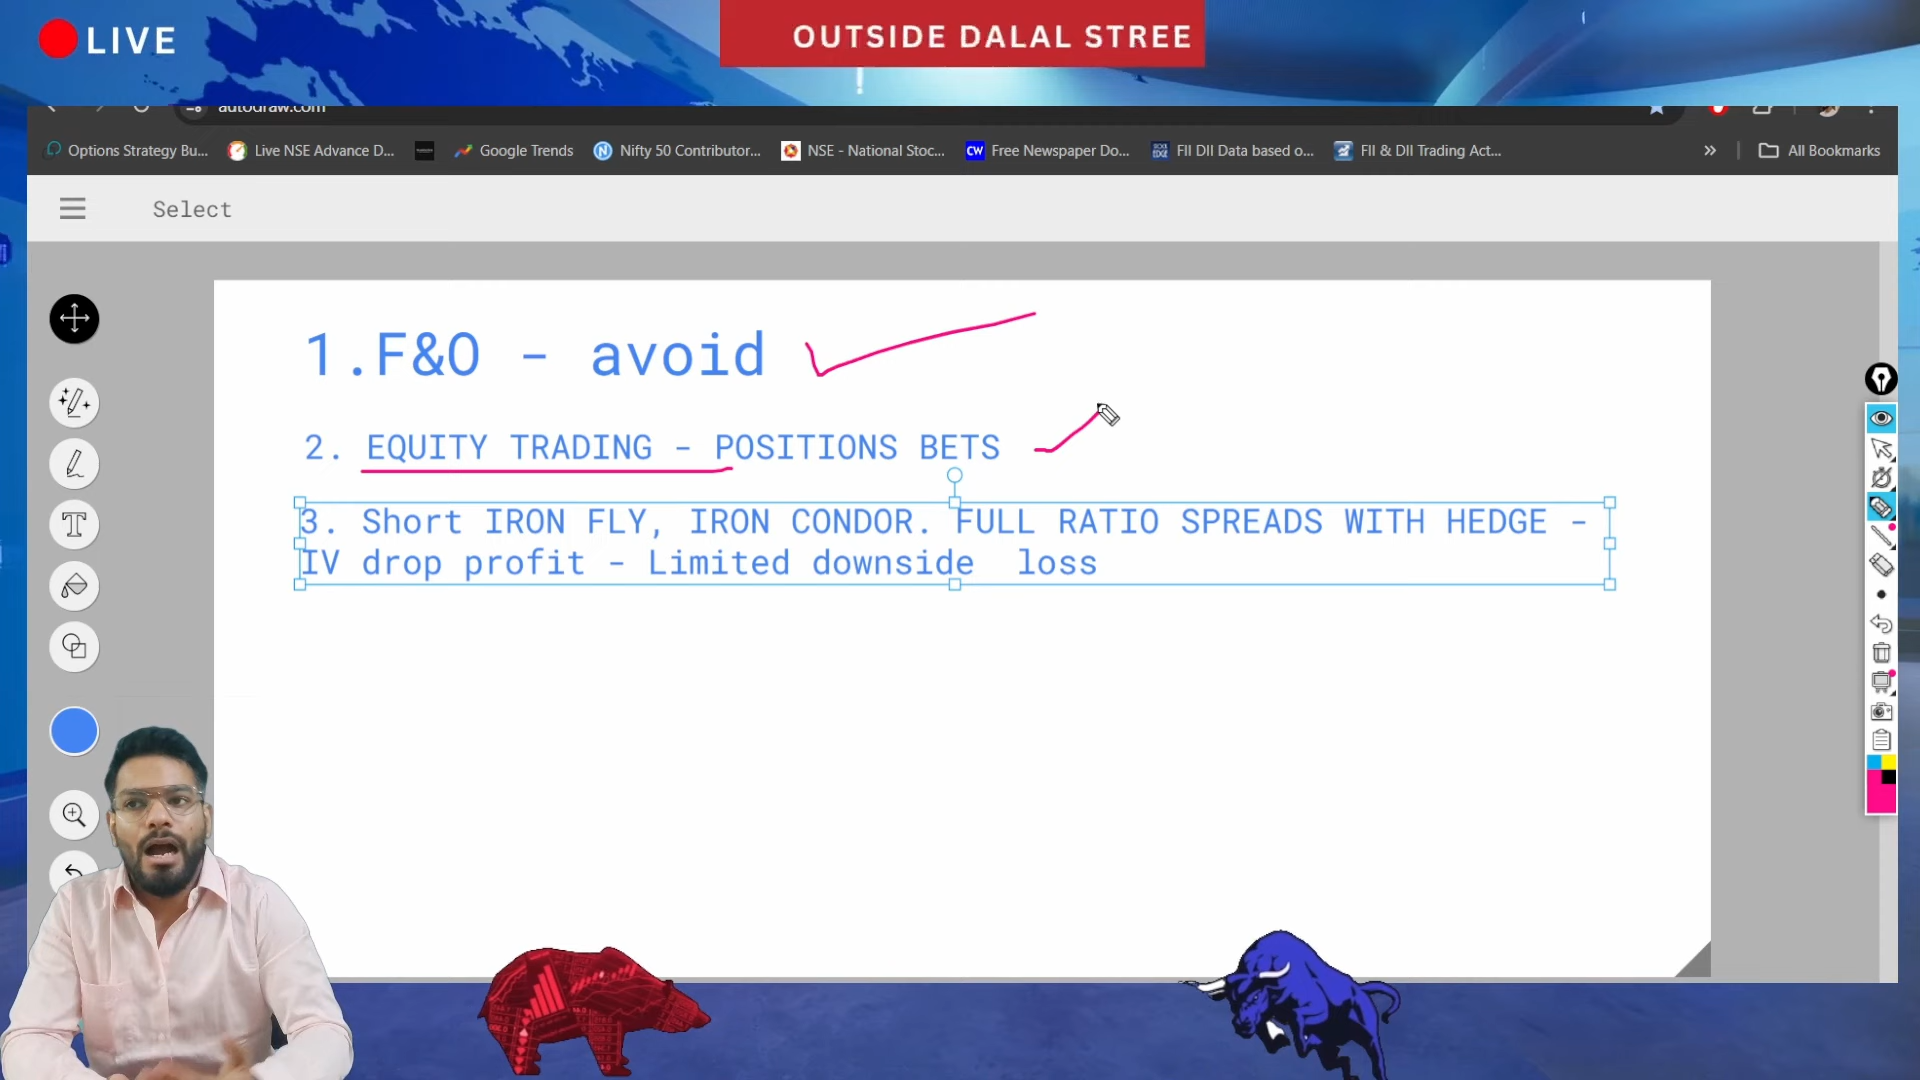 LIVE
OUTSIDE DALAL STREE
autodraw.com
Options Strategy Bu...
Live NSE Advance D...
Google Trends
Nifty 50 Contributor...
NSE - National Stoc...
CW
Free Newspaper Do...
FII DII Data based o...
FII & DII Trading Act...
All Bookmarks
Select
1.F&O - avoid
2. EQUITY TRADING - POSITIONS BETS
3. Short IRON FLY, IRON CONDOR. FULL RATIO SPREADS WITH HEDGE -
IV drop profit - Limited downside loss